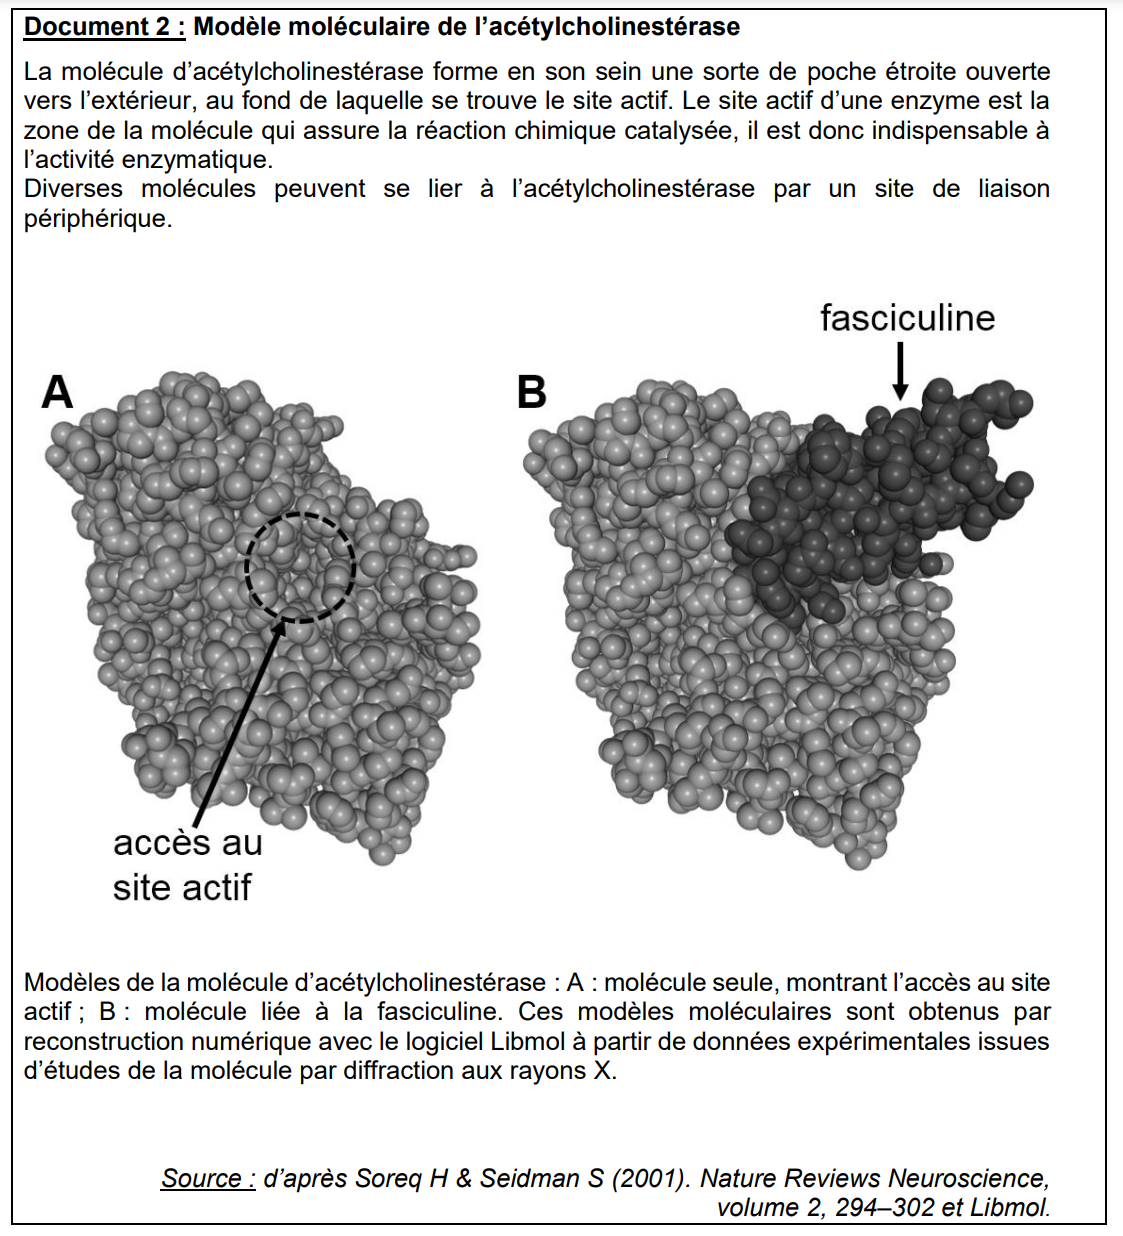 Document 2 : Modèle moléculaire de l’acétylcholinestérase
La molécule d’acétylcholinestérase forme en son sein une sorte de poche étroite ouverte
vers l’extérieur, au fond de laquelle se trouve le site actif. Le site actif d’une enzyme est la
zone de la molécule qui assure la réaction chimique catalysée, il est donc indispensable à
l’activité enzymatique.
Diverses molécules peuvent se lier à l’acétylcholinestérase par un site de liaison
périphérique.
fasciculine
A
B
accès au
site actif
Modèles de la molécule d’acétylcholinestérase : A : molécule seule, montrant l’accès au site
actif ; B : molécule liée à la fasciculine. Ces modèles moléculaires sont obtenus par
reconstruction numérique avec le logiciel Libmol à partir de données expérimentales issues
d’études de la molécule par diffraction aux rayons X.
Source : d’après Soreq H & Seidman S (2001). Nature Reviews Neuroscience,
volume 2, 294–302 et Libmol.